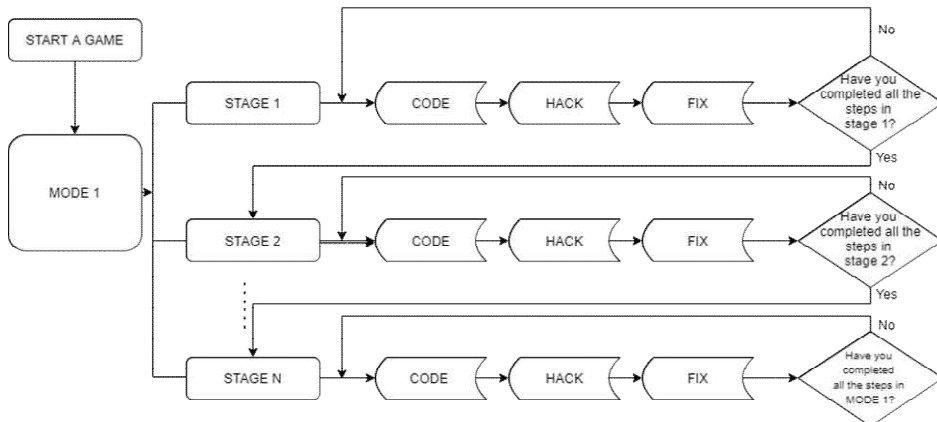 No
START A GAME
STAGE 1
CODE
HACK
FIX
Have you
completed all the
steps in
stage 1?
Yes
MODE 1
No
STAGE 2
CODE
HACK
FIX
Have you
completed all the
steps in
stage 2?
Yes
No
STAGE N
CODE
HACK
FIX
Have you
completed
all the steps in
MODE 1?